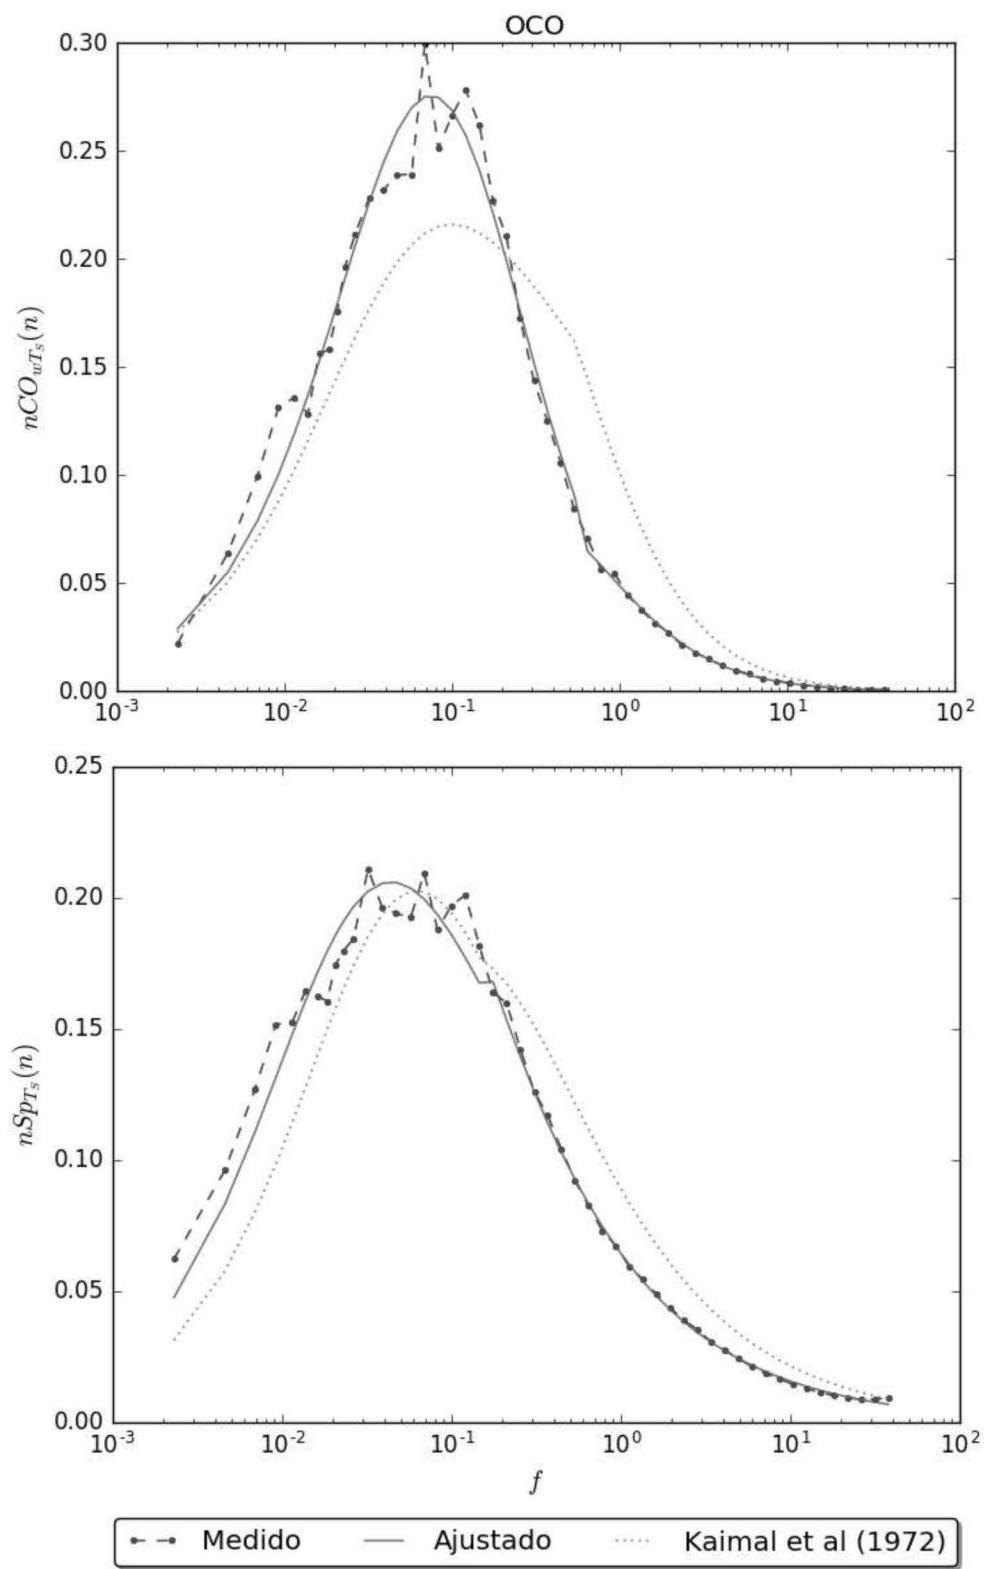 OCO
0.30
0.25
0.20
0.15
0.10
0.05
0.00
nCO_{wT_s}(n)
10^{-3} 10^{-2} 10^{-1} 10^{0} 10^{1} 10^{2}
0.25
0.20
0.15
0.10
0.05
0.00
nSp_{T_s}(n)
10^{-3} 10^{-2} 10^{-1} 10^{0} 10^{1} 10^{2}
f
Medido Ajustado Kaimal et al (1972)